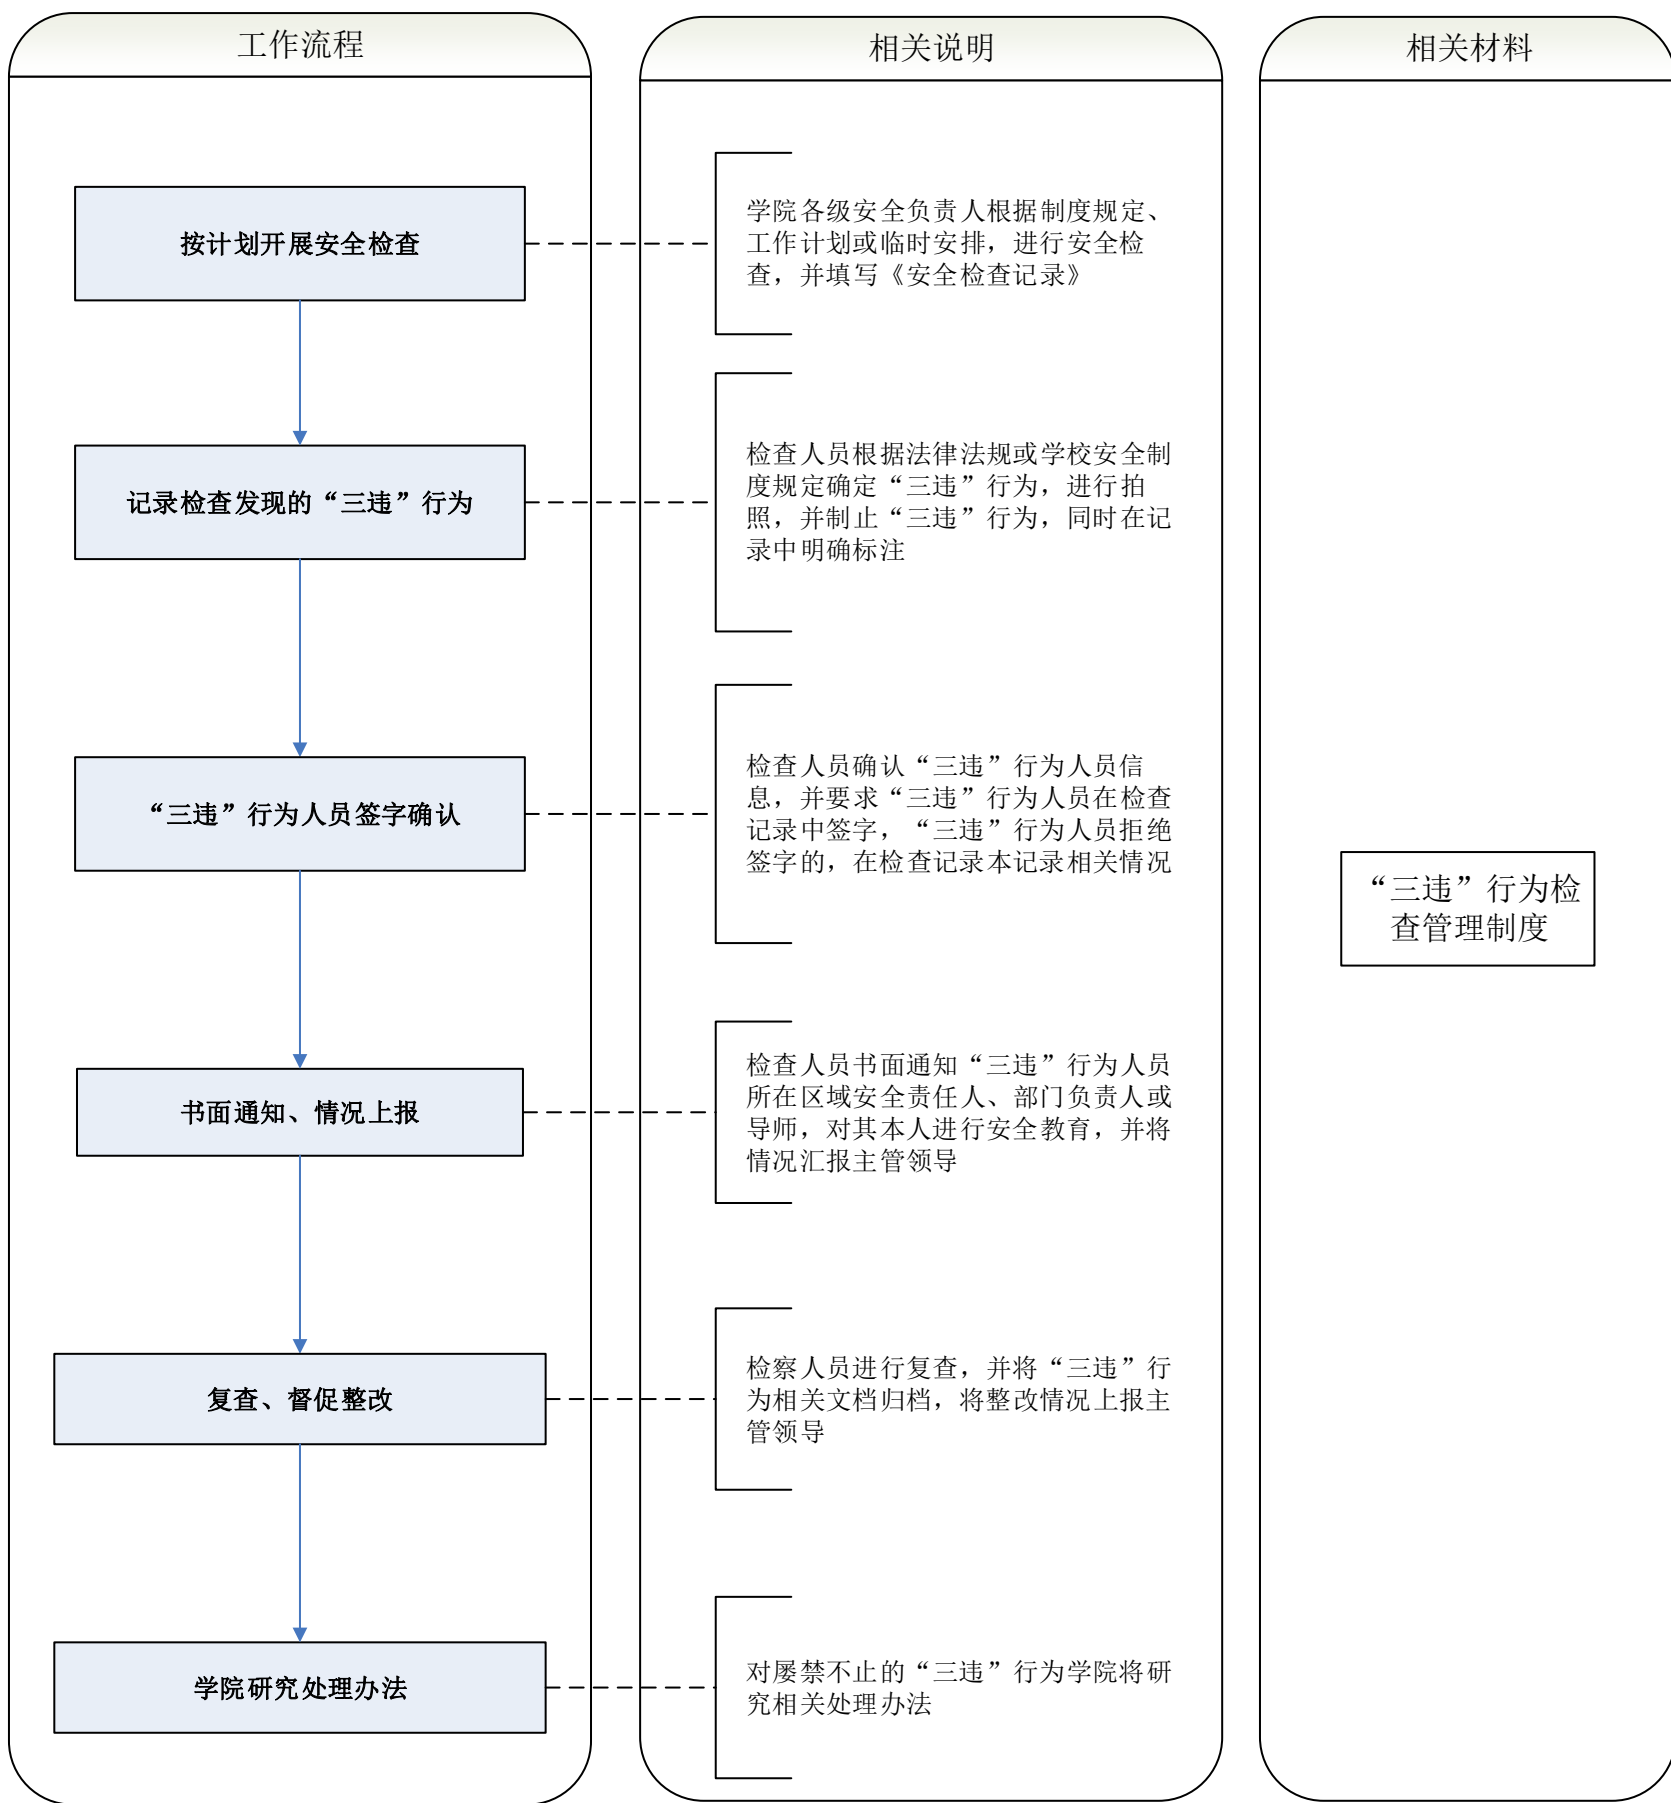 工作流程
相关说明
相关材料
按计划开展安全检查
学院各级安全负责人根据制度规定、
工作计划或临时安排，进行安全检
查，并填写《安全检查记录》
记录检查发现的“三违”行为
检查人员根据法律法规或学校安全制
度规定确定“三违”行为，进行拍
照，并制止“三违”行为，同时在记
录中明确标注
“三违”行为人员签字确认
检查人员确认“三违”行为人员信
息，并要求“三违”行为人员在检查
记录中签字，“三违”行为人员拒绝
签字的，在检查记录本记录相关情况
“三违”行为检
查管理制度
书面通知、情况上报
检查人员书面通知“三违”行为人员
所在区域安全责任人、部门负责人或
导师，对其本人进行安全教育，并将
情况汇报主管领导
复查、督促整改
检察人员进行复查，并将“三违”行
为相关文档归档，将整改情况上报主
管领导
学院研究处理办法
对屡禁不止的“三违”行为学院将研
究相关处理办法